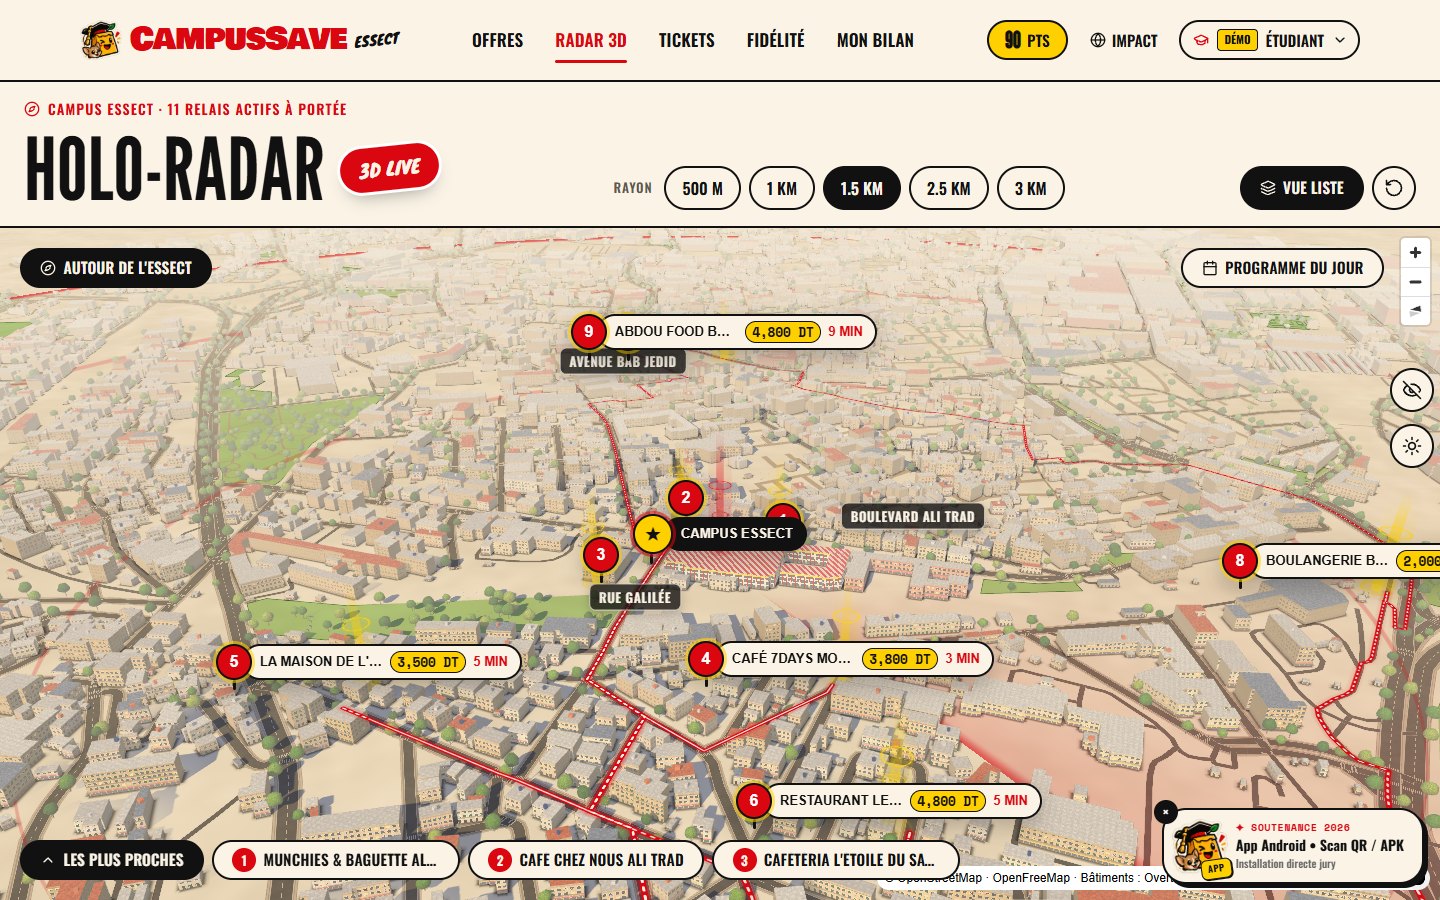 CAMPUSSAVE ESSECT
OFFRES
RADAR 3D
TICKETS
FIDÉLITÉ
MON BILAN
90 PTS
IMPACT
DÉMO ÉTUDIANT
CAMPUS ESSECT · 11 RELAIS ACTIFS À PORTÉE
HOLO-RADAR
3D LIVE
RAYON
500 M
1 KM
1.5 KM
2.5 KM
3 KM
VUE LISTE
AUTOUR DE L'ESSECT
PROGRAMME DU JOUR
9 ABDOU FOOD B... 4,800 DT 9 MIN
AVENUE BAB JEDID
2
BOULEVARD ALI TRAD
CAMPUS ESSECT
3
8 BOULANGERIE B... 2,000
RUE GALILÉE
5 LA MAISON DE L'... 3,500 DT 5 MIN
4 CAFÉ 7DAYS MO... 3,800 DT 3 MIN
6 RESTAURANT LE... 4,800 DT 5 MIN
LES PLUS PROCHES
1 MUNCHIES & BAGUETTE AL...
2 CAFE CHEZ NOUS ALI TRAD
3 CAFETERIA L'ETOILE DU SA...
© OpenStreetMap · OpenFreeMap · Bâtiments :
SOUTENANCE 2026
App Android • Scan QR / APK
Installation directe jury
APP